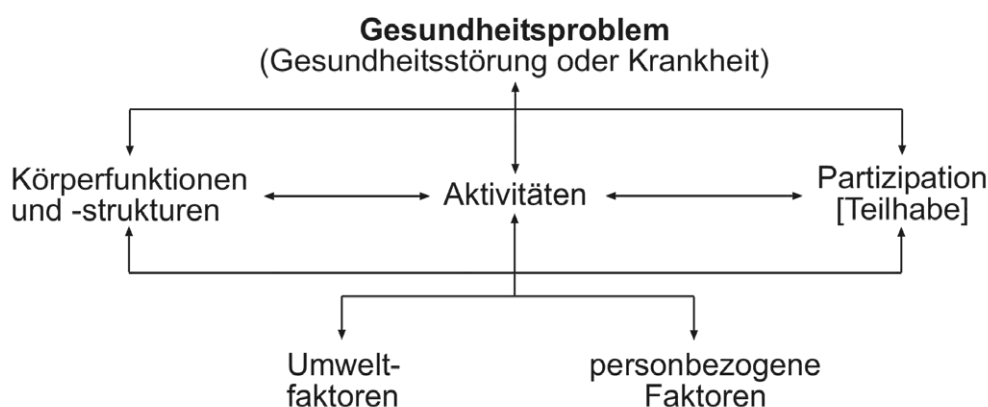 Gesundheitsproblem
(Gesundheitsstörung oder Krankheit)
Körperfunktionen
und -strukturen
Aktivitäten
Partizipation
[Teilhabe]
Umwelt-
faktoren
personbezogene
Faktoren